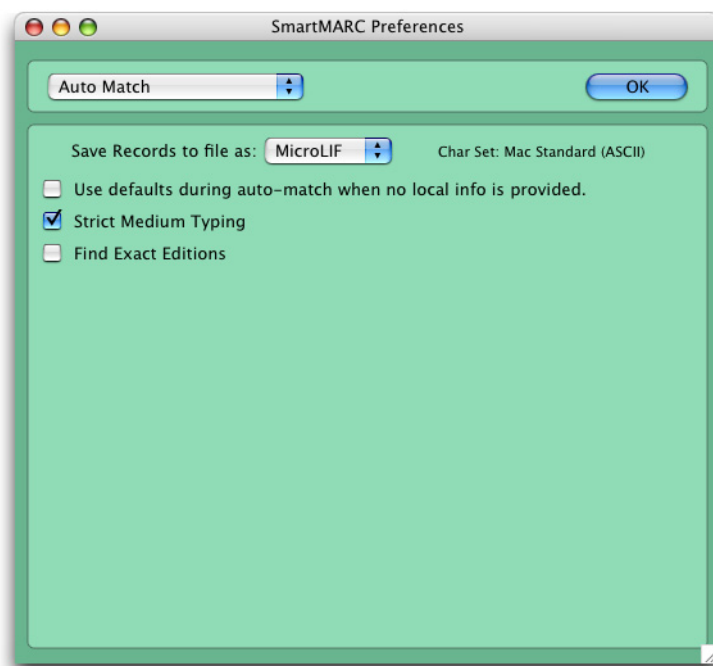 SmartMARC Preferences
Auto Match
OK
Save Records to file as: MicroLIF Char Set: Mac Standard (ASCII)
Use defaults during auto-match when no local info is provided.
Strict Medium Typing
Find Exact Editions